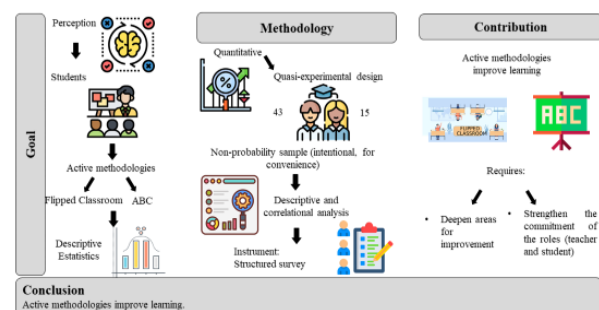 Goal
Perception
Students
Active methodologies
Flipped Classroom
ABC
Descriptive
Estatistics
Methodology
Quantitative
Quasi-experimental design
43
15
Non-probability sample (intentional, for
convenience)
Descriptive and
correlational analysis
Instrument:
Structured survey
Contribution
Active methodologies
improve learning
FLIPPED
CLASSROOM
ABC
Requires:
• Deepen areas
for
improvement
• Strengthen the
commitment of
the roles (teacher
and student)
Conclusion
Active methodologies improve learning.